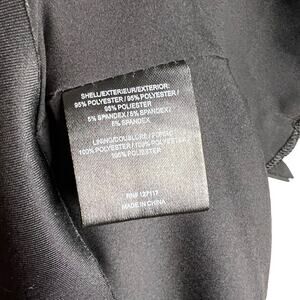 SHELL/EXTERIEUR/EXTERIOR:
95% POLYESTER / 95% POLYESTER /
95% POLIESTER
5% SPANDEX / 5% SPANDEX /
5% SPANDEX
LINING/DOUBLURE / FORRO:
100% POLYESTER / 100% POLYESTER /
100% POLIESTER
RN# 127117
MADE IN CHINA